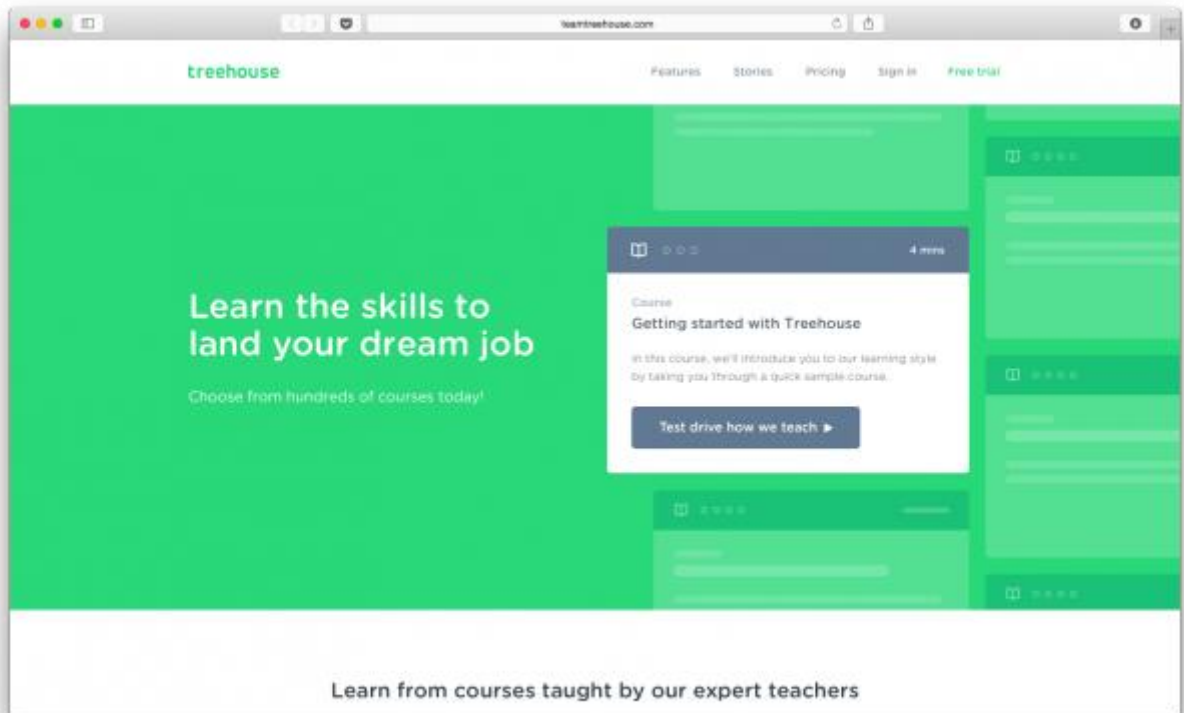 teamtreehouse.com
treehouse
Features Stories Pricing Sign in Free trial
4 mins
Learn the skills to
land your dream job
Choose from hundreds of courses today!
Course
Getting started with Treehouse
In this course, we'll introduce you to our learning style
by taking you through a quick sample course.
Test drive how we teach ▶
Learn from courses taught by our expert teachers